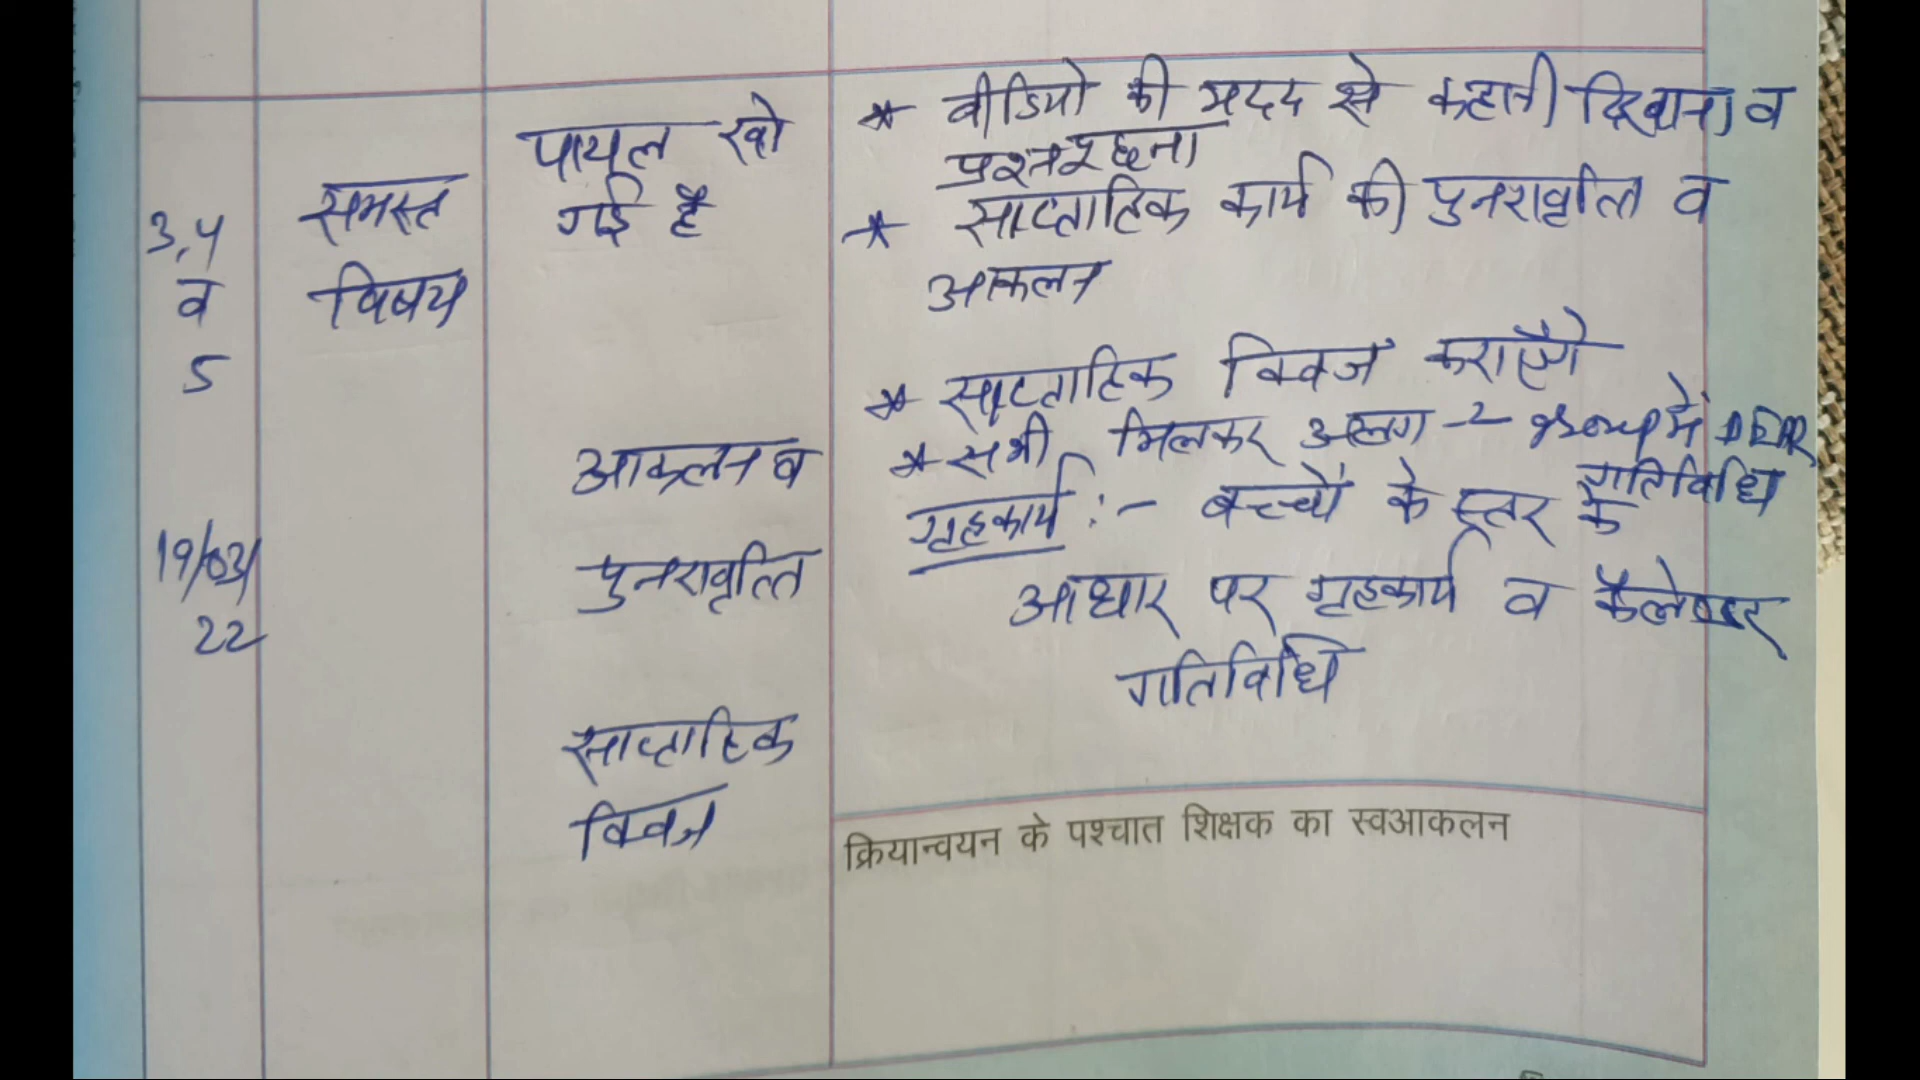 3,4
व
5
19/03/
22
समस्त
विषय
पायल खो
गई है
आकलन व
पुनरावृत्ति
साप्ताहिक
क्विज
* वीडियो की मदद से कहानी दिखाना व
प्रश्न पूछना
* साप्ताहिक कार्य की पुनरावृत्ति व
आकलन
* साप्ताहिक क्विज कराएंगे
* सभी मिलकर अलग-2 group में DEAR
गतिविधि
गृहकार्य :- बच्चों के स्तर के
आधार पर गृहकार्य व कैलेण्डर
गतिविधि
क्रियान्वयन के पश्चात शिक्षक का स्वआकलन